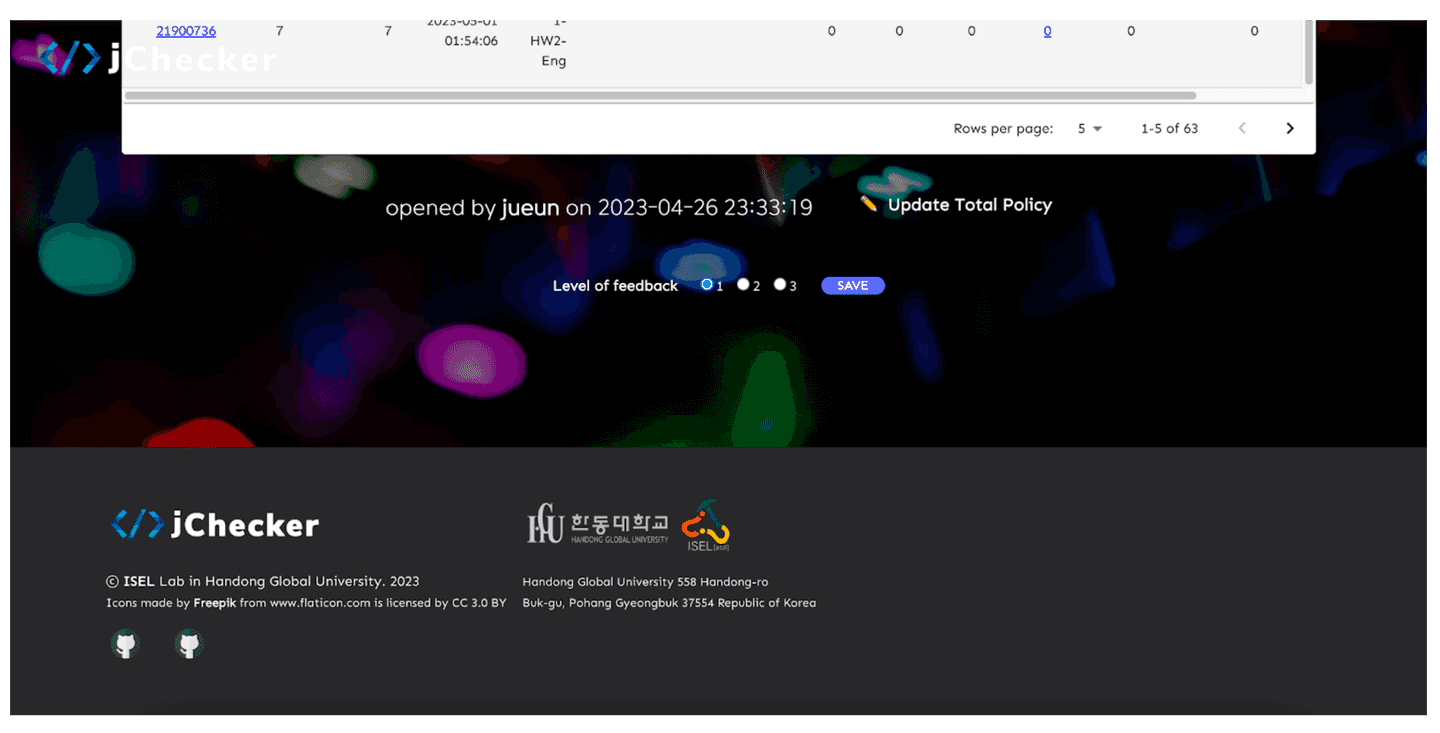 21900736 7 7 2023-05-01 01:54:06 1-HW2-Eng 0 0 0 0 0 0
jChecker
Rows per page: 5 1-5 of 63
opened by jueun on 2023-04-26 23:33:19
✏️ Update Total Policy
Level of feedback 1 2 3 SAVE
jChecker
HGU 한동대학교
HANDONG GLOBAL UNIVERSITY
ISEL
© ISEL Lab in Handong Global University. 2023
Icons made by Freepik from www.flaticon.com is licensed by CC 3.0 BY
Handong Global University 558 Handong-ro
Buk-gu, Pohang Gyeongbuk 37554 Republic of Korea